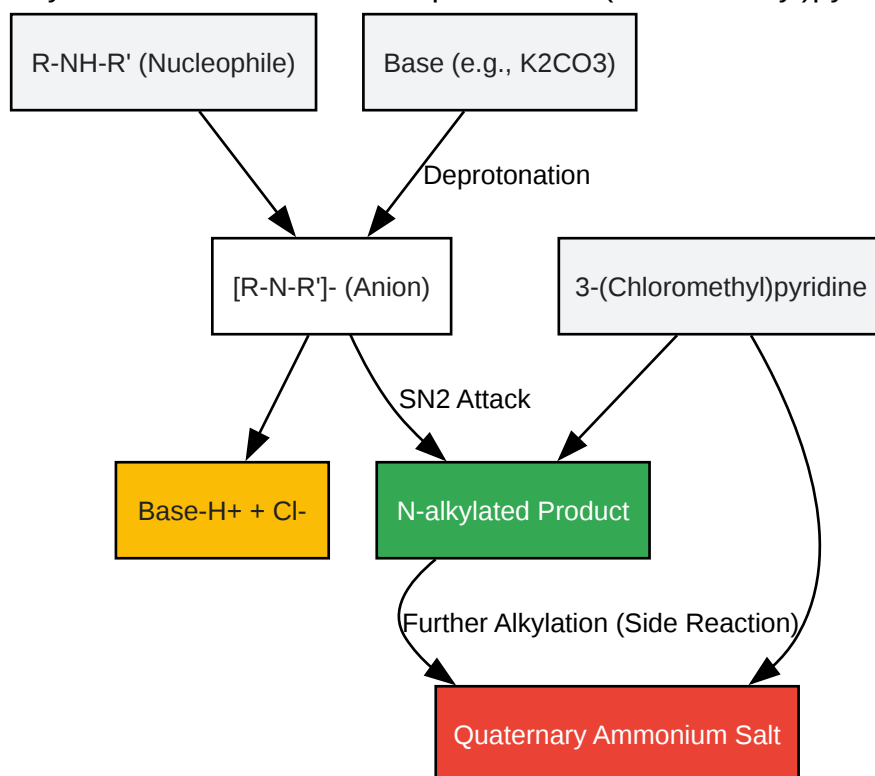 R-NH-R' (Nucleophile)
Base (e.g., K2CO3)
Deprotonation
[R-N-R']- (Anion)
3-(Chloromethyl)pyridine
SN2 Attack
Base-H+ + Cl-
N-alkylated Product
Further Alkylation (Side Reaction)
Quaternary Ammonium Salt